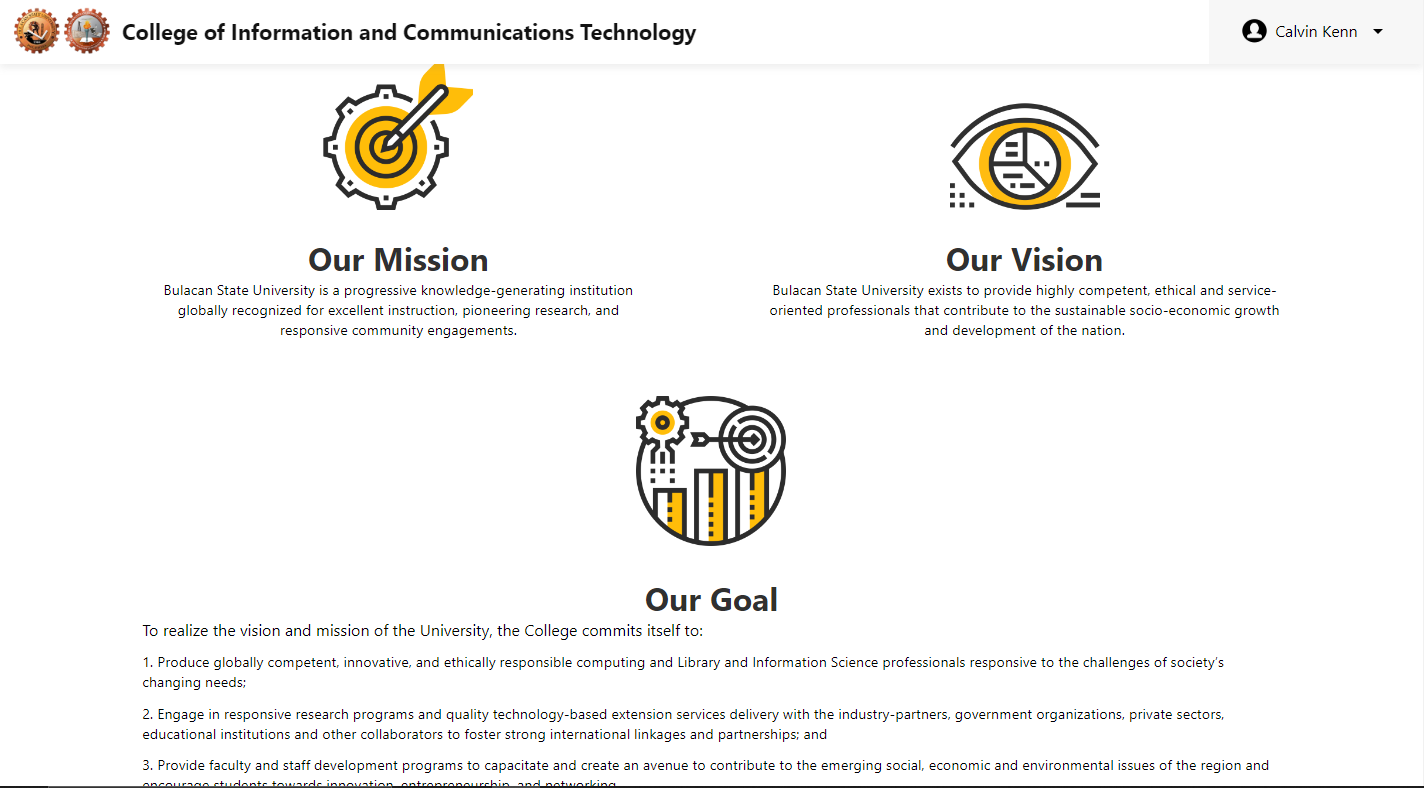 College of Information and Communications Technology
Calvin Kenn
Our Mission
Bulacan State University is a progressive knowledge-generating institution
globally recognized for excellent instruction, pioneering research, and
responsive community engagements.
Our Vision
Bulacan State University exists to provide highly competent, ethical and service-
oriented professionals that contribute to the sustainable socio-economic growth
and development of the nation.
Our Goal
To realize the vision and mission of the University, the College commits itself to:
1. Produce globally competent, innovative, and ethically responsible computing and Library and Information Science professionals responsive to the challenges of society's
changing needs;
2. Engage in responsive research programs and quality technology-based extension services delivery with the industry-partners, government organizations, private sectors,
educational institutions and other collaborators to foster strong international linkages and partnerships; and
3. Provide faculty and staff development programs to capacitate and create an avenue to contribute to the emerging social, economic and environmental issues of the region and
encourage students towards innovation, entrepreneurship, and networking.